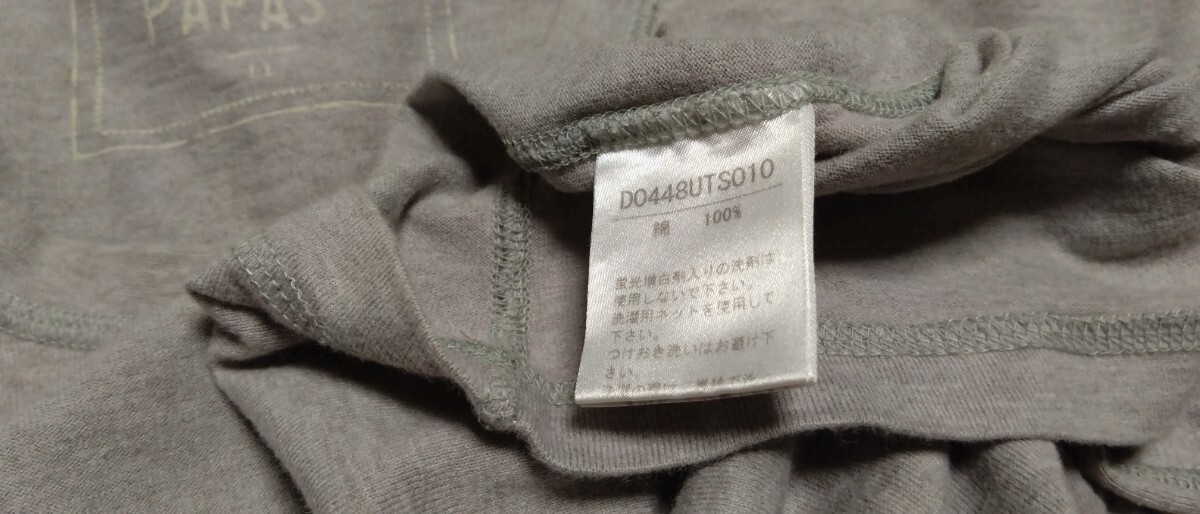 PAPAS
D0448UTS010
綿 100%
蛍光増白剤入りの洗剤は
使用しないで下さい。
洗濯用ネットを使用して
下さい。
つけおき洗いはお避け下
さい。